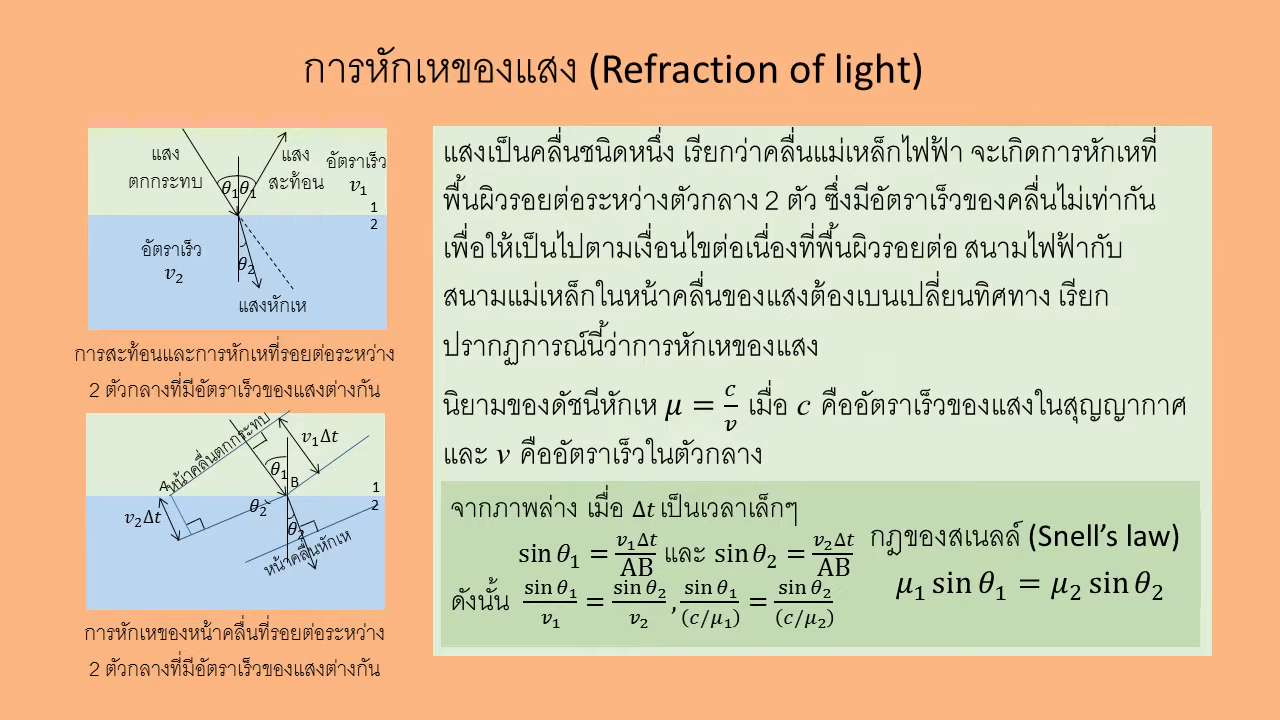 การหักเหของแสง (Refraction of light)
แสง
ตกกระทบ
แสง
สะท้อน
อัตราเร็ว
v₁
θ₁ θ₁
1
2
อัตราเร็ว
v₂
θ₂
แสงหักเห
การสะท้อนและการหักเหที่รอยต่อระหว่าง
2 ตัวกลางที่มีอัตราเร็วของแสงต่างกัน
หน้าคลื่นตกกระทบ
v₁Δt
θ₁
A
B
1
2
θ₂
v₂Δt
θ₂
หน้าคลื่นหักเห
การหักเหของหน้าคลื่นที่รอยต่อระหว่าง
2 ตัวกลางที่มีอัตราเร็วของแสงต่างกัน
แสงเป็นคลื่นชนิดหนึ่ง เรียกว่าคลื่นแม่เหล็กไฟฟ้า จะเกิดการหักเหที่
พื้นผิวรอยต่อระหว่างตัวกลาง 2 ตัว ซึ่งมีอัตราเร็วของคลื่นไม่เท่ากัน
เพื่อให้เป็นไปตามเงื่อนไขต่อเนื่องที่พื้นผิวรอยต่อ สนามไฟฟ้ากับ
สนามแม่เหล็กในหน้าคลื่นของแสงต้องเบนเปลี่ยนทิศทาง เรียก
ปรากฏการณ์นี้ว่าการหักเหของแสง
นิยามของดัชนีหักเห μ = c/v เมื่อ c คืออัตราเร็วของแสงในสุญญากาศ
และ v คืออัตราเร็วในตัวกลาง
จากภาพล่าง เมื่อ Δt เป็นเวลาเล็กๆ
sin θ₁ = v₁Δt/AB และ sin θ₂ = v₂Δt/AB
ดังนั้น sin θ₁/v₁ = sin θ₂/v₂ , sin θ₁/(c/μ₁) = sin θ₂/(c/μ₂)
กฎของสเนลล์ (Snell's law)
μ₁ sin θ₁ = μ₂ sin θ₂